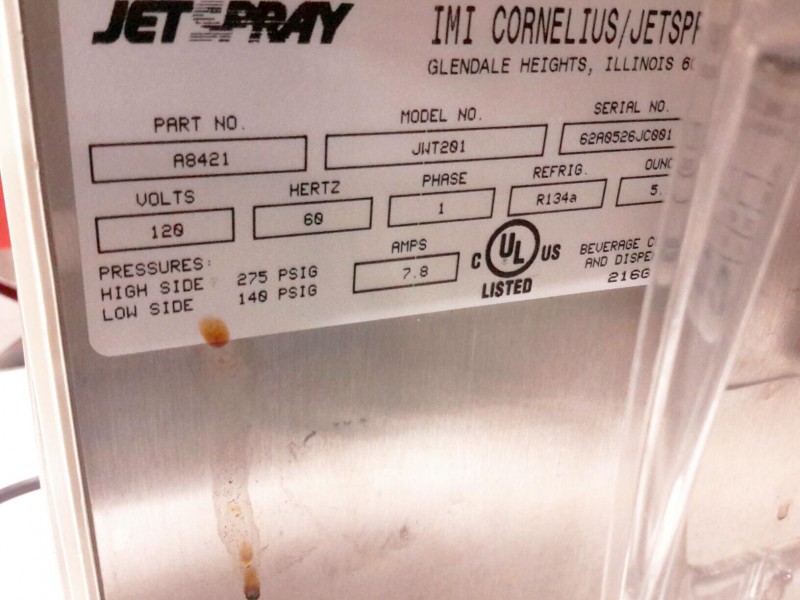 JET SPRAY
IMI CORNELIUS/JETSPR
GLENDALE HEIGHTS, ILLINOIS 6
PART NO.
A8421
MODEL NO.
JWT201
SERIAL NO.
62A0526JC001
VOLTS
120
HERTZ
60
PHASE
1
REFRIG.
R134a
OUNC
5.
PRESSURES:
HIGH SIDE 275 PSIG
LOW SIDE 140 PSIG
AMPS
7.8
C UL US
LISTED
BEVERAGE C
AND DISPE
216G